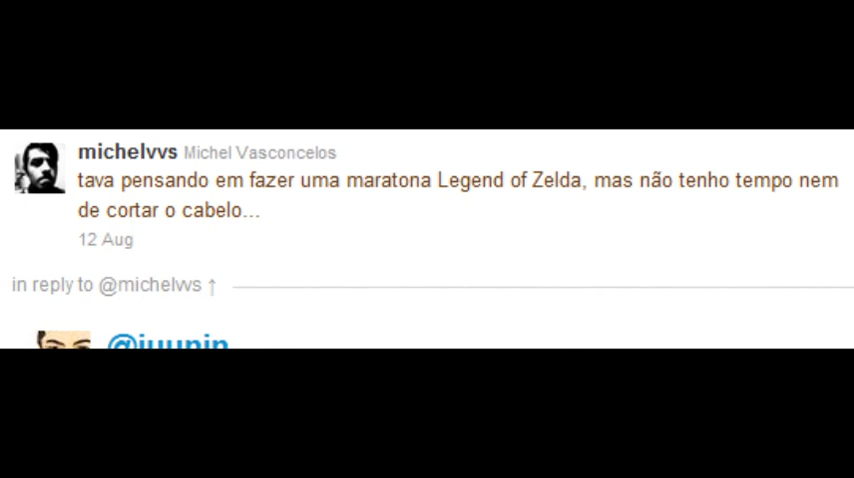 michelvvs Michel Vasconcelos
tava pensando em fazer uma maratona Legend of Zelda, mas não tenho tempo nem
de cortar o cabelo...
12 Aug
in reply to @michelvvs ↑